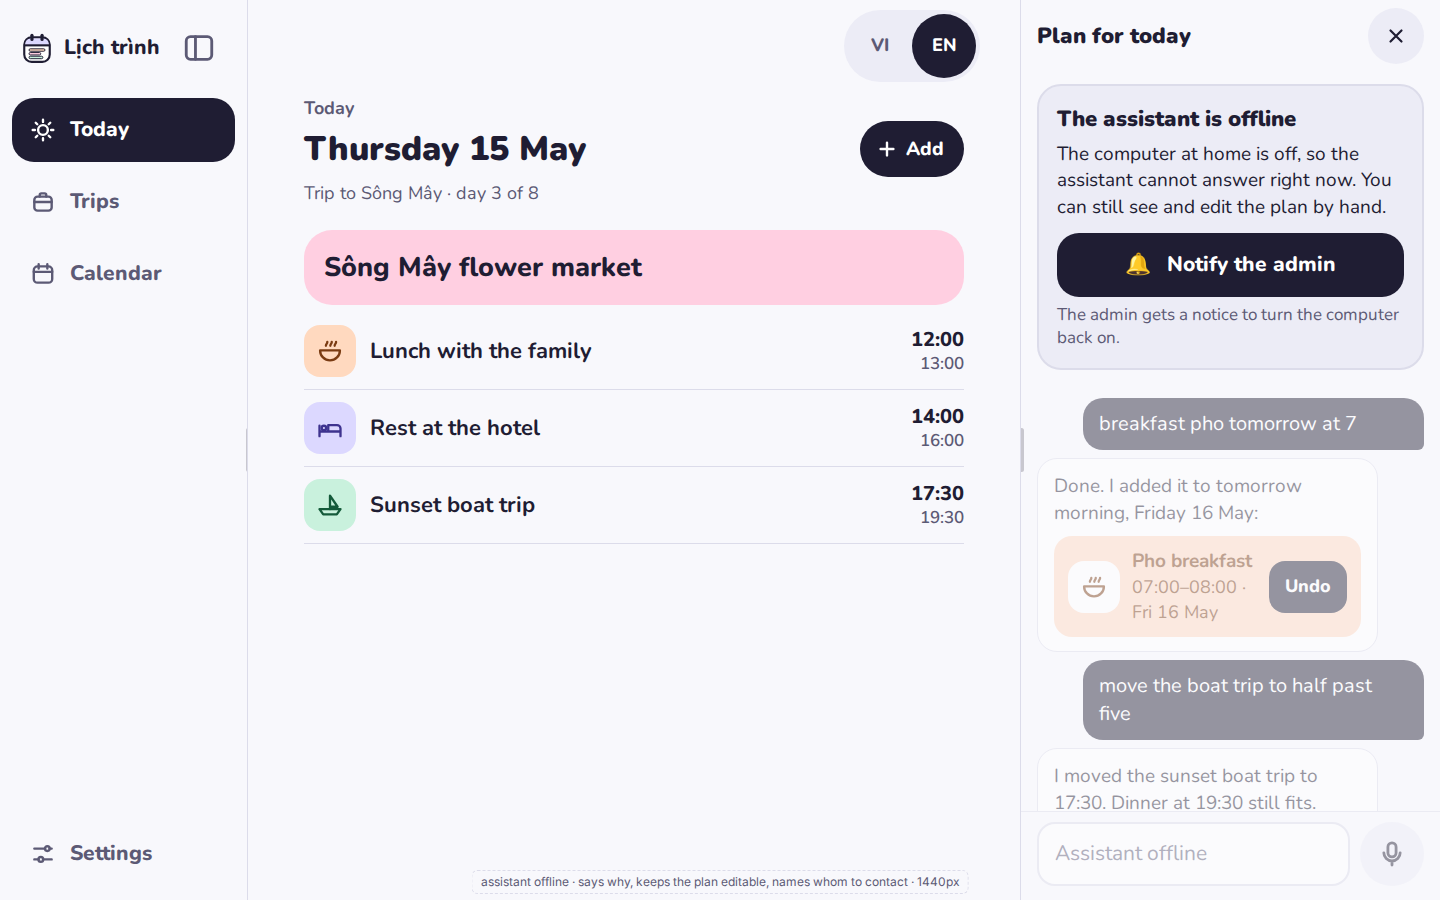 Lịch trình
Today
Trips
Calendar
Settings
VI
EN
Today
Thursday 15 May
Trip to Sông Mây · day 3 of 8
Add
Sông Mây flower market
Lunch with the family
12:00
13:00
Rest at the hotel
14:00
16:00
Sunset boat trip
17:30
19:30
assistant offline · says why, keeps the plan editable, names whom to contact · 1440px
Plan for today
The assistant is offline
The computer at home is off, so the
assistant cannot answer right now. You
can still see and edit the plan by hand.
Notify the admin
The admin gets a notice to turn the computer
back on.
breakfast pho tomorrow at 7
Done. I added it to tomorrow
morning, Friday 16 May:
Pho breakfast
07:00–08:00 ·
Fri 16 May
Undo
move the boat trip to half past
five
I moved the sunset boat trip to
17:30. Dinner at 19:30 still fits.
Assistant offline